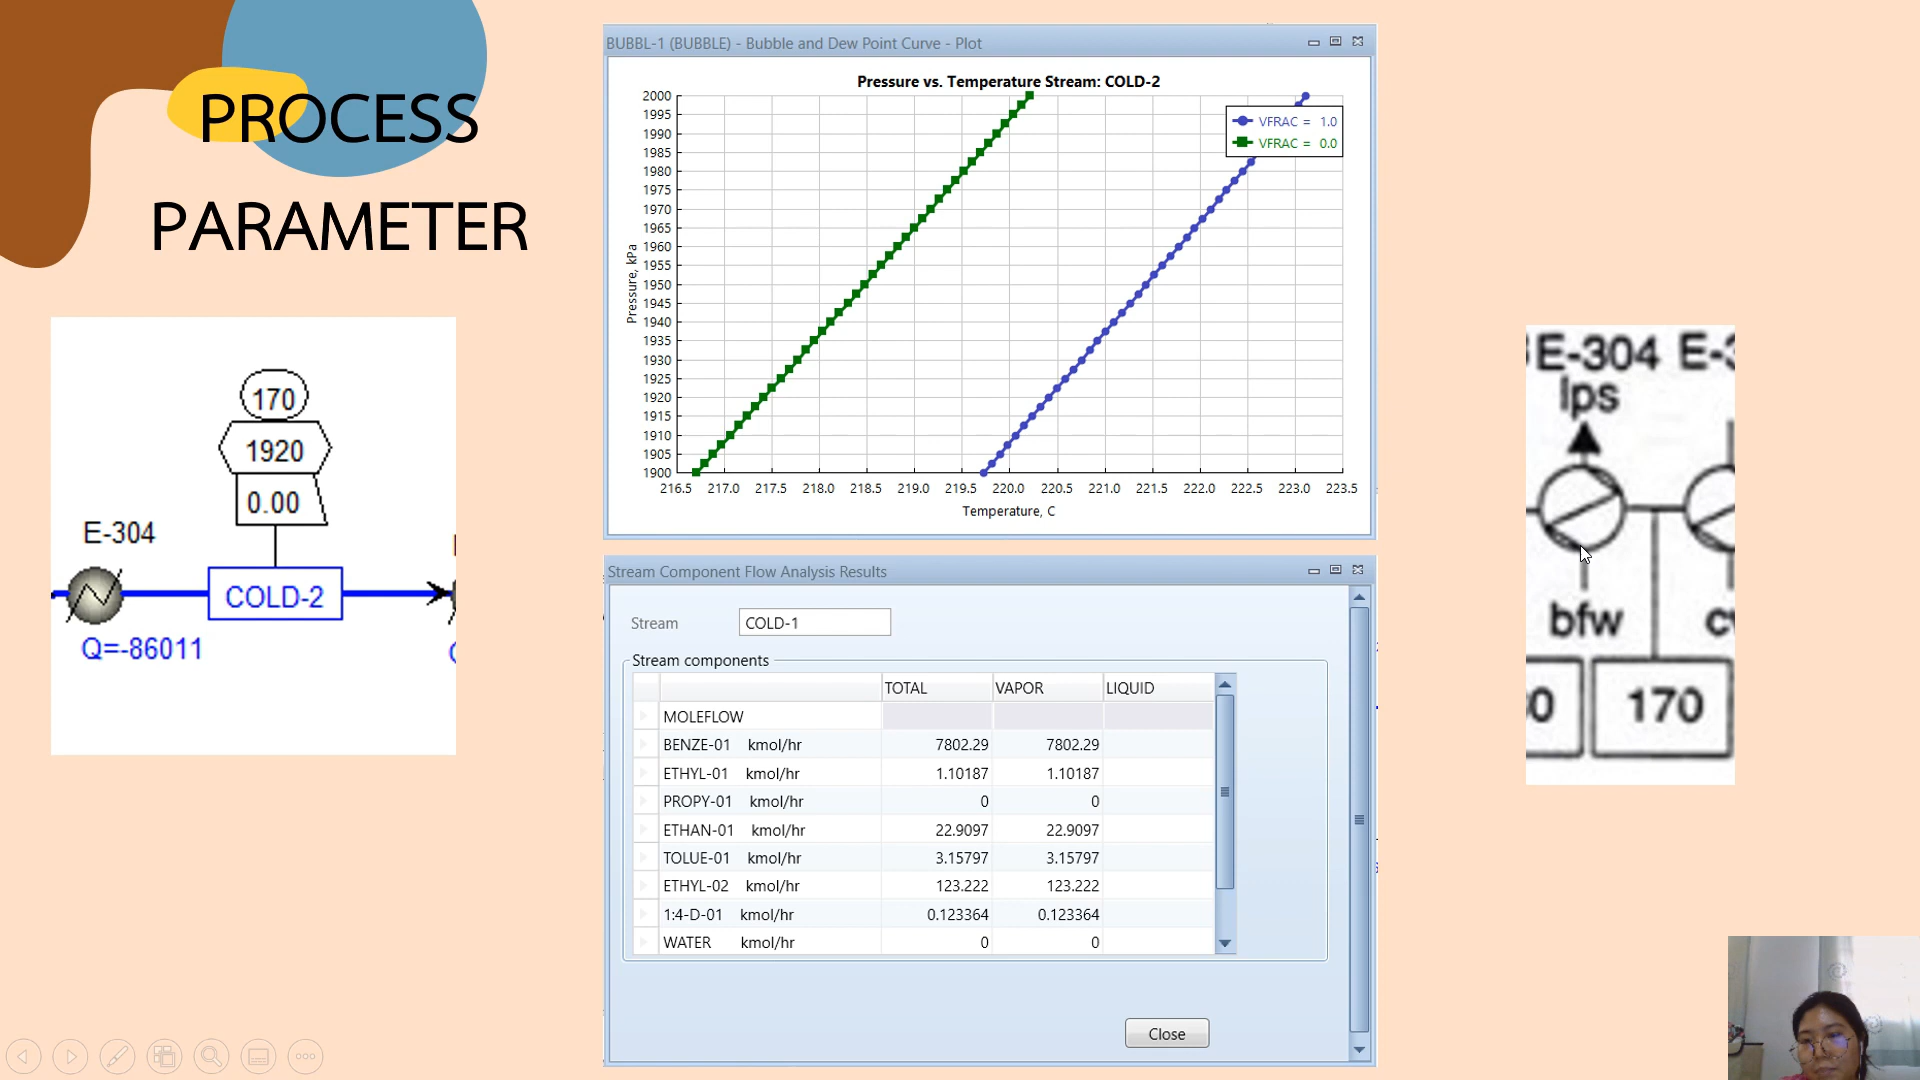 PROCESS
PARAMETER
170
1920
0.00
E-304
COLD-2
Q=-86011
BUBBL-1 (BUBBLE) - Bubble and Dew Point Curve - Plot
Pressure vs. Temperature Stream: COLD-2
VFRAC = 1.0
VFRAC = 0.0
Pressure, kPa
2000
1995
1990
1985
1980
1975
1970
1965
1960
1955
1950
1945
1940
1935
1930
1925
1920
1915
1910
1905
1900
216.5 217.0 217.5 218.0 218.5 219.0 219.5 220.0 220.5 221.0 221.5 222.0 222.5 223.0 223.5
Temperature, C
Stream Component Flow Analysis Results
Stream COLD-1
Stream components
TOTAL VAPOR LIQUID
MOLEFLOW
BENZE-01 kmol/hr 7802.29 7802.29
ETHYL-01 kmol/hr 1.10187 1.10187
PROPY-01 kmol/hr 0 0
ETHAN-01 kmol/hr 22.9097 22.9097
TOLUE-01 kmol/hr 3.15797 3.15797
ETHYL-02 kmol/hr 123.222 123.222
1:4-D-01 kmol/hr 0.123364 0.123364
WATER kmol/hr 0 0
Close
E-304 E-3
lps
bfw c
0 170